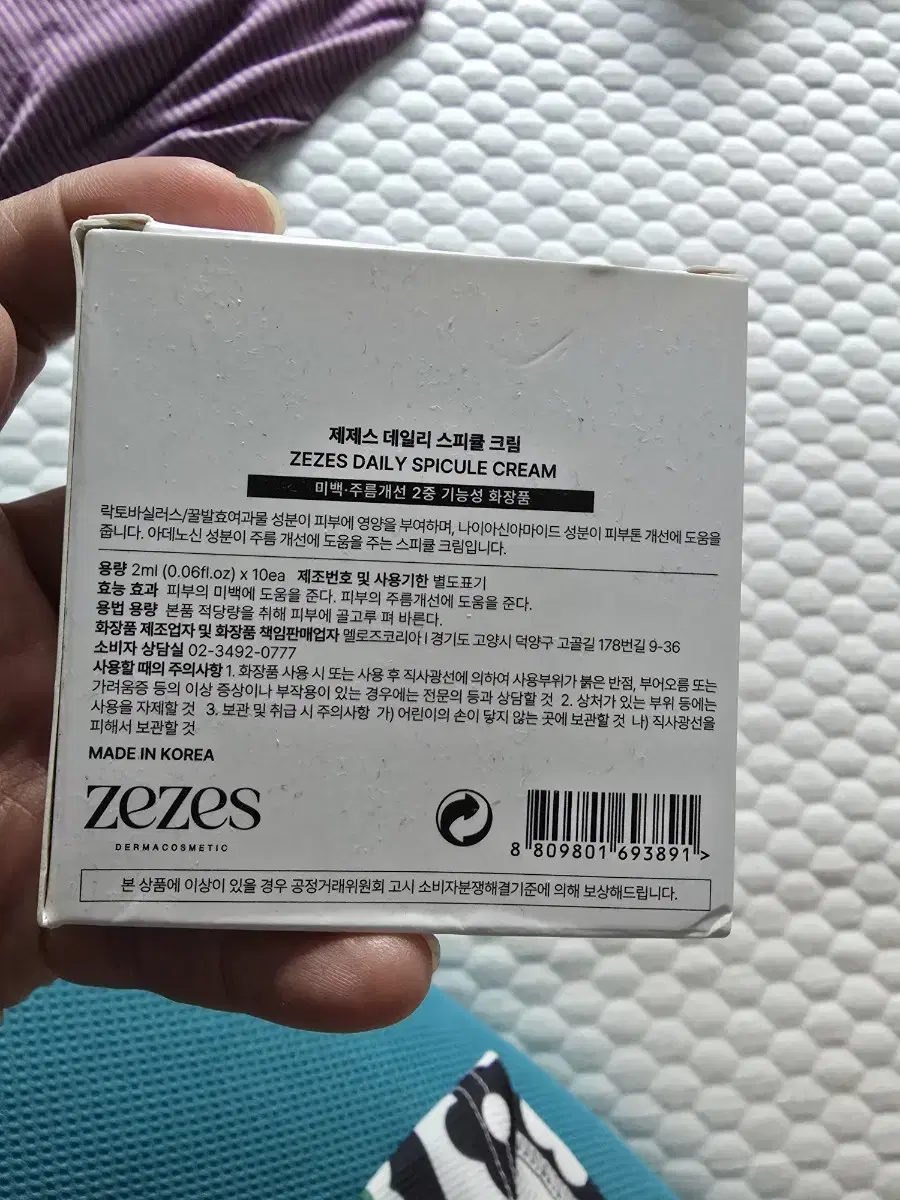 제제스 데일리 스피큘 크림
ZEZES DAILY SPICULE CREAM
미백·주름개선 2중 기능성 화장품
락토바실러스/꿀발효여과물 성분이 피부에 영양을 부여하며, 나이아신아마이드 성분이 피부톤 개선에 도움을
줍니다. 아데노신 성분이 주름 개선에 도움을 주는 스피큘 크림입니다.
용량 2ml (0.06fl.oz) x 10ea 제조번호 및 사용기한 별도표기
효능 효과 피부의 미백에 도움을 준다. 피부의 주름개선에 도움을 준다.
용법 용량 본품 적당량을 취해 피부에 골고루 펴 바른다.
화장품 제조업자 및 화장품 책임판매업자 멜로즈코리아 | 경기도 고양시 덕양구 고골길 178번길 9-36
소비자 상담실 02-3492-0777
사용할 때의 주의사항 1. 화장품 사용 시 또는 사용 후 직사광선에 의하여 사용부위가 붉은 반점, 부어오름 또는
가려움증 등의 이상 증상이나 부작용이 있는 경우에는 전문의 등과 상담할 것 2. 상처가 있는 부위 등에는
사용을 자제할 것 3. 보관 및 취급 시 주의사항 가) 어린이의 손이 닿지 않는 곳에 보관할 것 나) 직사광선을
피해서 보관할 것
MADE IN KOREA
zezes
DERMACOSMETIC
8 809801 693891 >
본 상품에 이상이 있을 경우 공정거래위원회 고시 소비자분쟁해결기준에 의해 보상해드립니다.